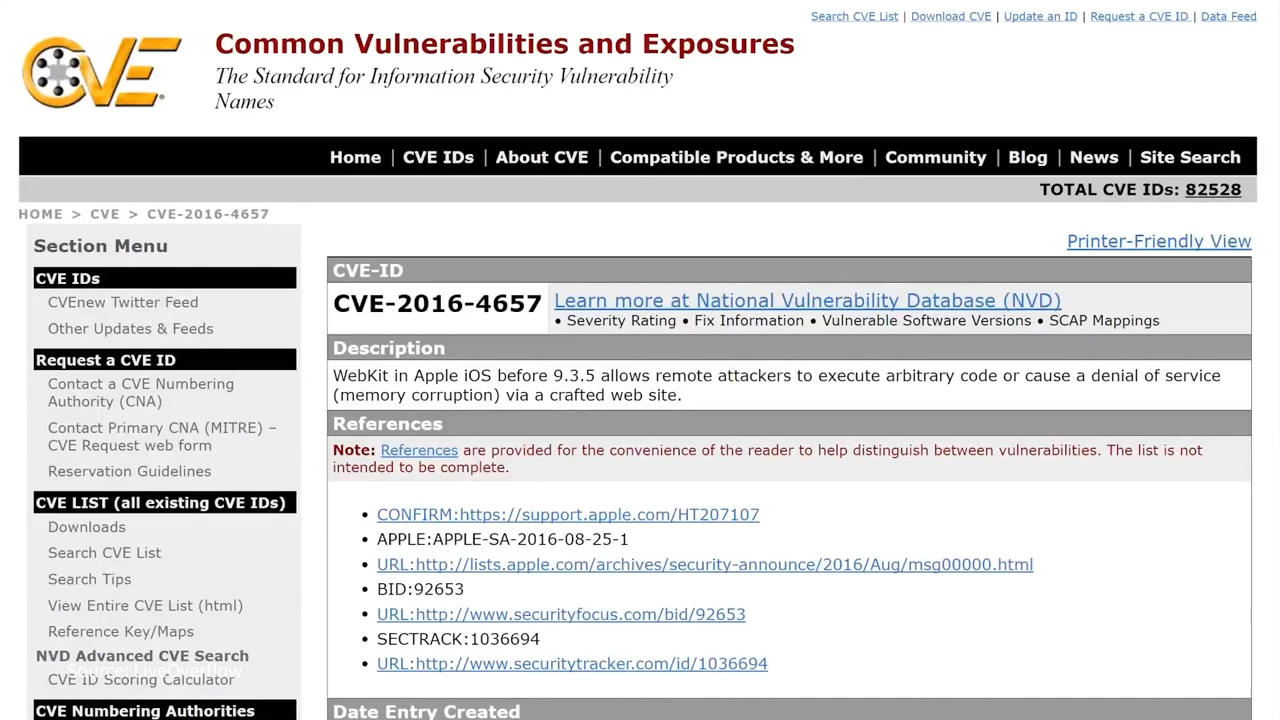 Search CVE List | Download CVE | Update an ID | Request a CVE ID | Data Feed
CVE
Common Vulnerabilities and Exposures
The Standard for Information Security Vulnerability
Names
Home | CVE IDs | About CVE | Compatible Products & More | Community | Blog | News | Site Search
TOTAL CVE IDs: 82528
HOME > CVE > CVE-2016-4657
Section Menu
CVE IDs
CVEnew Twitter Feed
Other Updates & Feeds
Request a CVE ID
Contact a CVE Numbering
Authority (CNA)
Contact Primary CNA (MITRE) –
CVE Request web form
Reservation Guidelines
CVE LIST (all existing CVE IDs)
Downloads
Search CVE List
Search Tips
View Entire CVE List (html)
Reference Key/Maps
NVD Advanced CVE Search
Source: LiveOverflow
CVE ID Scoring Calculator
CVE Numbering Authorities
Printer-Friendly View
CVE-ID
CVE-2016-4657
Learn more at National Vulnerability Database (NVD)
• Severity Rating • Fix Information • Vulnerable Software Versions • SCAP Mappings
Description
WebKit in Apple iOS before 9.3.5 allows remote attackers to execute arbitrary code or cause a denial of service
(memory corruption) via a crafted web site.
References
Note: References are provided for the convenience of the reader to help distinguish between vulnerabilities. The list is not
intended to be complete.
• CONFIRM:https://support.apple.com/HT207107
• APPLE:APPLE-SA-2016-08-25-1
• URL:http://lists.apple.com/archives/security-announce/2016/Aug/msg00000.html
• BID:92653
• URL:http://www.securityfocus.com/bid/92653
• SECTRACK:1036694
• URL:http://www.securitytracker.com/id/1036694
Date Entry Created